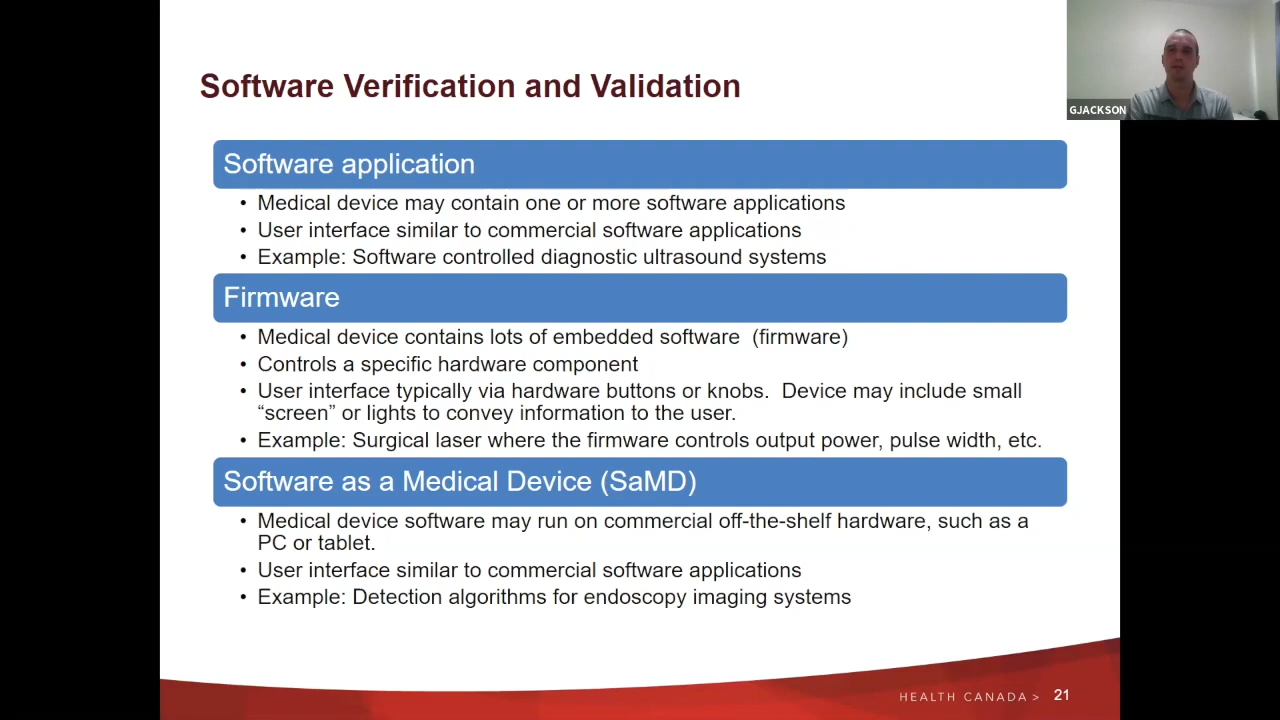 GJACKSON
Software Verification and Validation
Software application
• Medical device may contain one or more software applications
• User interface similar to commercial software applications
• Example: Software controlled diagnostic ultrasound systems
Firmware
• Medical device contains lots of embedded software  (firmware)
• Controls a specific hardware component
• User interface typically via hardware buttons or knobs.  Device may include small
“screen” or lights to convey information to the user.
• Example: Surgical laser where the firmware controls output power, pulse width, etc.
Software as a Medical Device (SaMD)
• Medical device software may run on commercial off-the-shelf hardware, such as a
PC or tablet.
• User interface similar to commercial software applications
• Example: Detection algorithms for endoscopy imaging systems
HEALTH CANADA > 21